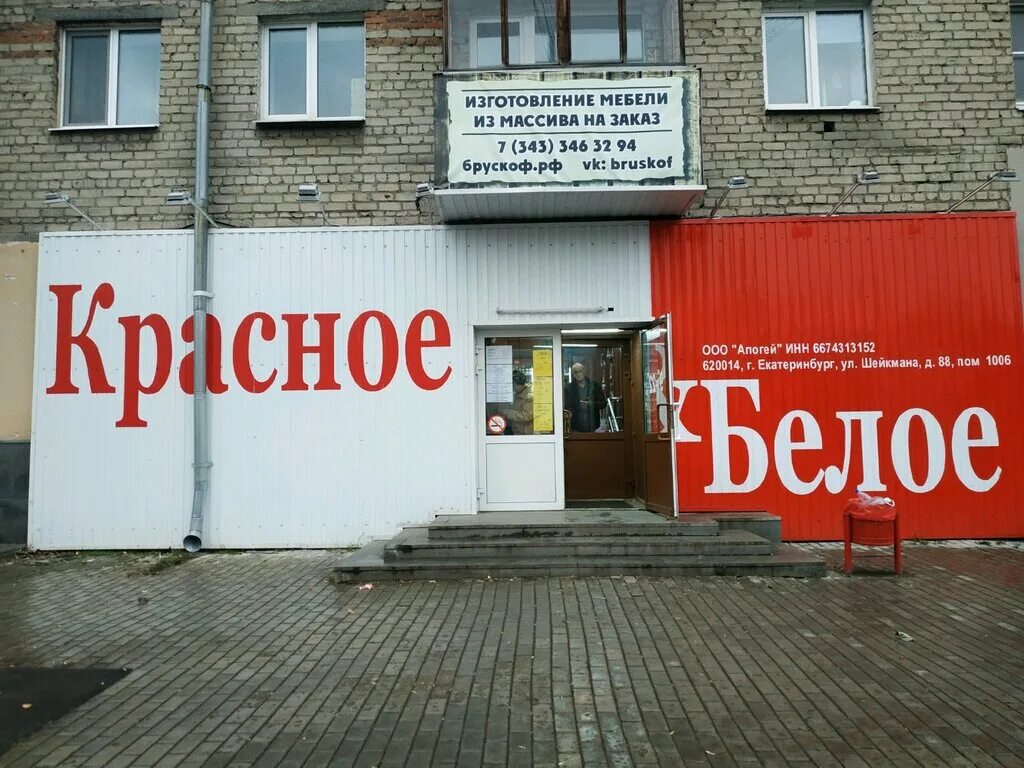 ИЗГОТОВЛЕНИЕ МЕБЕЛИ
ИЗ МАССИВА НА ЗАКАЗ
7 (343) 346 32 94
брускоф.рф vk: bruskof
Красное
ООО "Апогей" ИНН 6674313152
620014, г. Екатеринбург, ул. Шейкмана, д. 88, пом 1006
Белое